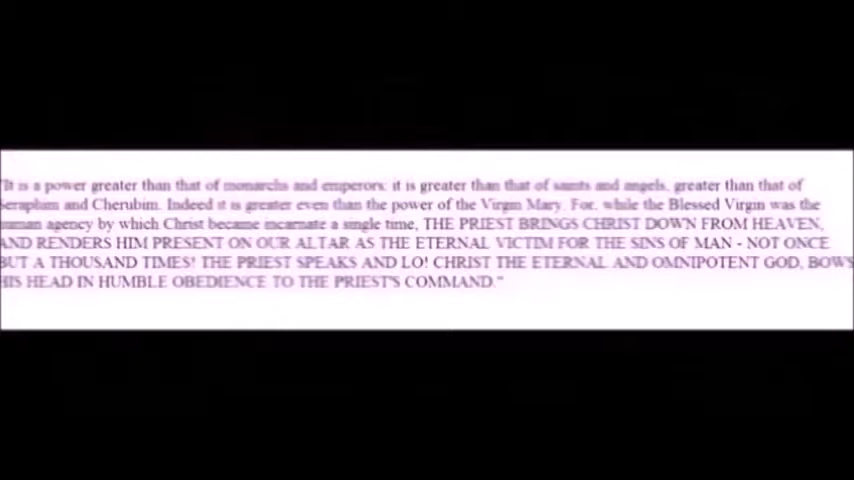 "It is a power greater than that of monarchs and emperors: it is greater than that of saints and angels, greater than that of
Seraphim and Cherubim. Indeed it is greater even than the power of the Virgin Mary. For, while the Blessed Virgin was the
human agency by which Christ became incarnate a single time, THE PRIEST BRINGS CHRIST DOWN FROM HEAVEN,
AND RENDERS HIM PRESENT ON OUR ALTAR AS THE ETERNAL VICTIM FOR THE SINS OF MAN - NOT ONCE
BUT A THOUSAND TIMES! THE PRIEST SPEAKS AND LO! CHRIST THE ETERNAL AND OMNIPOTENT GOD, BOWS
HIS HEAD IN HUMBLE OBEDIENCE TO THE PRIEST'S COMMAND."